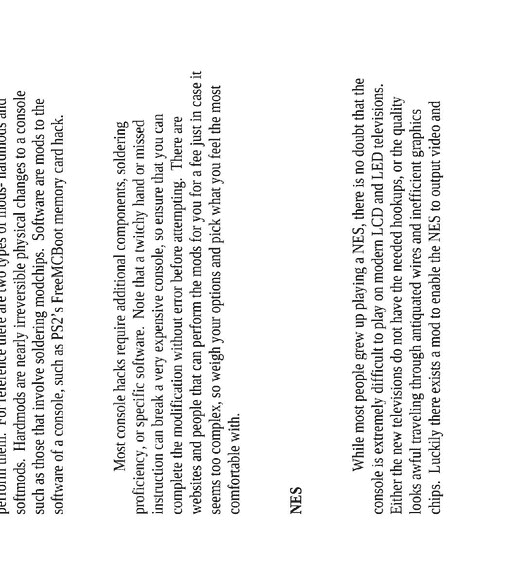 perform them.  For reference there are two types of mods- hardmods and
softmods.  Hardmods are nearly irreversible physical changes to a console
such as those that involve soldering modchips.  Software are mods to the
software of a console, such as PS2's FreeMCBoot memory card hack.
Most console hacks require additional components, soldering
proficiency, or specific software.  Note that a twitchy hand or missed
instruction can break a very expensive console, so ensure that you can
complete the modification without error before attempting.  There are
websites and people that can perform the mods for you for a fee just in case it
seems too complex, so weigh your options and pick what you feel the most
comfortable with.
NES
While most people grew up playing a NES, there is no doubt that the
console is extremely difficult to play on modern LCD and LED televisions.
Either the new televisions do not have the needed hookups, or the quality
looks awful traveling through antiquated wires and inefficient graphics
chips.  Luckily there exists a mod to enable the NES to output video and